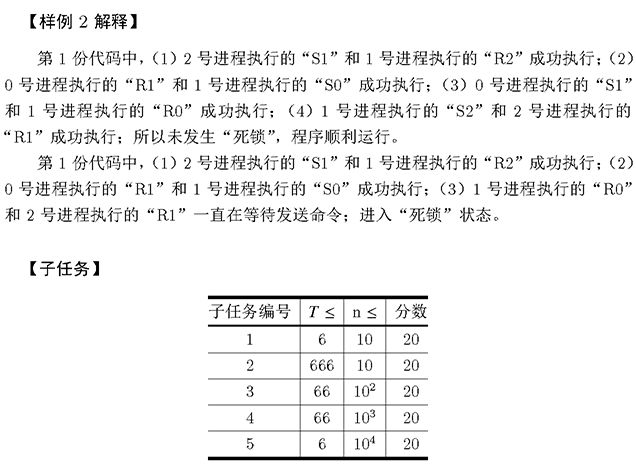 【样例 2 解释】
第 1 份代码中，（1）2 号进程执行的“S1”和 1 号进程执行的“R2”成功执行；（2）
0 号进程执行的“R1”和 1 号进程执行的“S0”成功执行；（3）0 号进程执行的“S1”
和 1 号进程执行的“R0”成功执行；（4）1 号进程执行的“S2”和 2 号进程执行的
“R1”成功执行；所以未发生“死锁”，程序顺利运行。
第 1 份代码中，（1）2 号进程执行的“S1”和 1 号进程执行的“R2”成功执行；（2）
0 号进程执行的“R1”和 1 号进程执行的“S0”成功执行；（3）1 号进程执行的“R0”
和 2 号进程执行的“R1”一直在等待发送命令；进入“死锁”状态。
【子任务】
子任务编号 T ≤ n ≤ 分数
1 6 10 20
2 666 10 20
3 66 10² 20
4 66 10³ 20
5 6 10⁴ 20